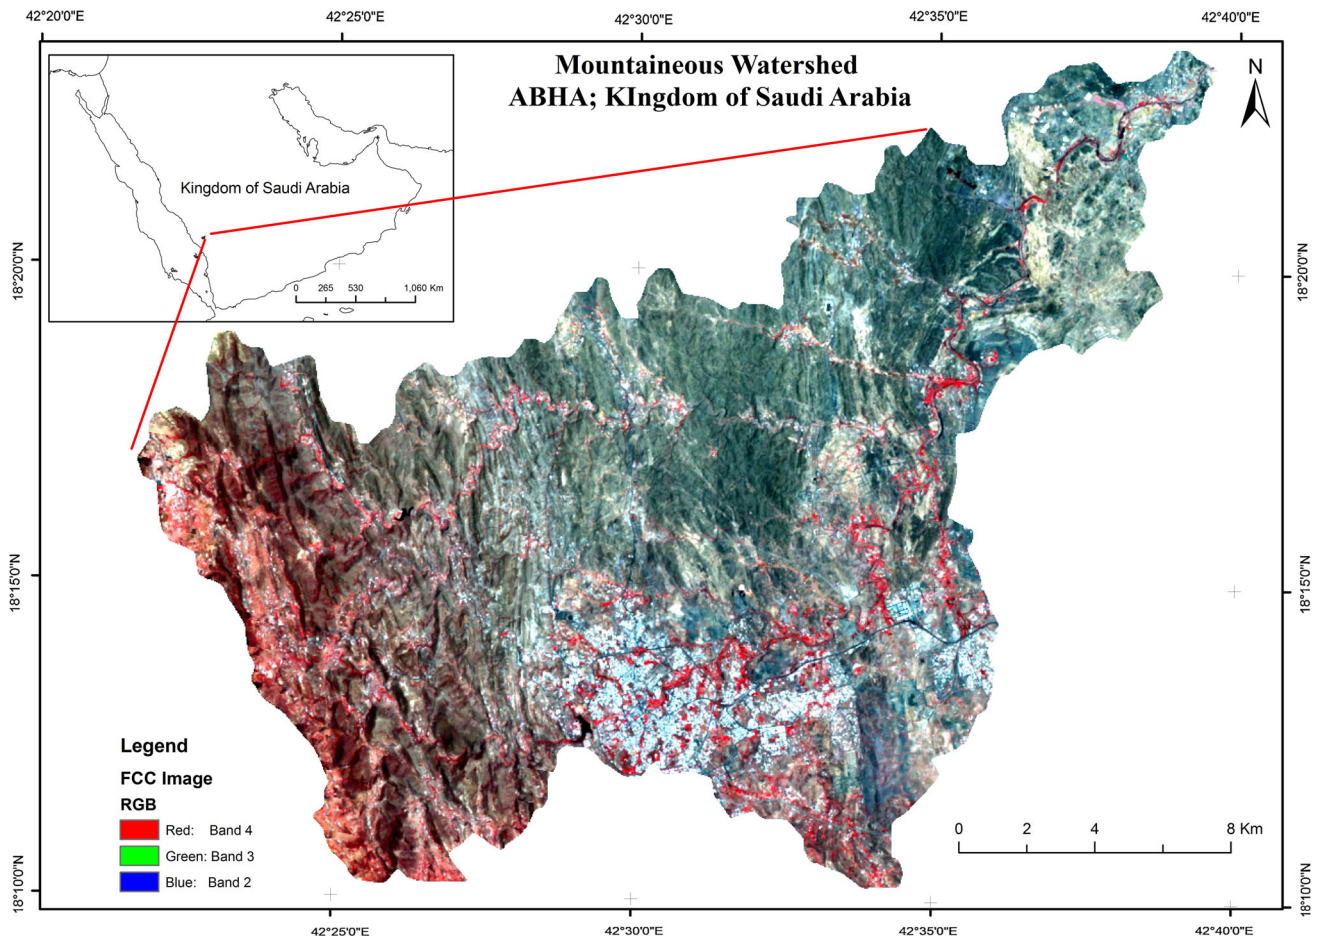 42°20'0"E
42°25'0"E
42°30'0"E
42°35'0"E
42°40'0"E
Mountaineous Watershed
ABHA; KIngdom of Saudi Arabia
N
Kingdom of Saudi Arabia
0 265 530 1,060 Km
18°20'0"N
18°20'0"N
18°15'0"N
18°15'0"N
Legend
FCC Image
RGB
Red: Band 4
Green: Band 3
Blue: Band 2
0 2 4 8 Km
18°10'0"N
18°10'0"N
42°25'0"E
42°30'0"E
42°35'0"E
42°40'0"E